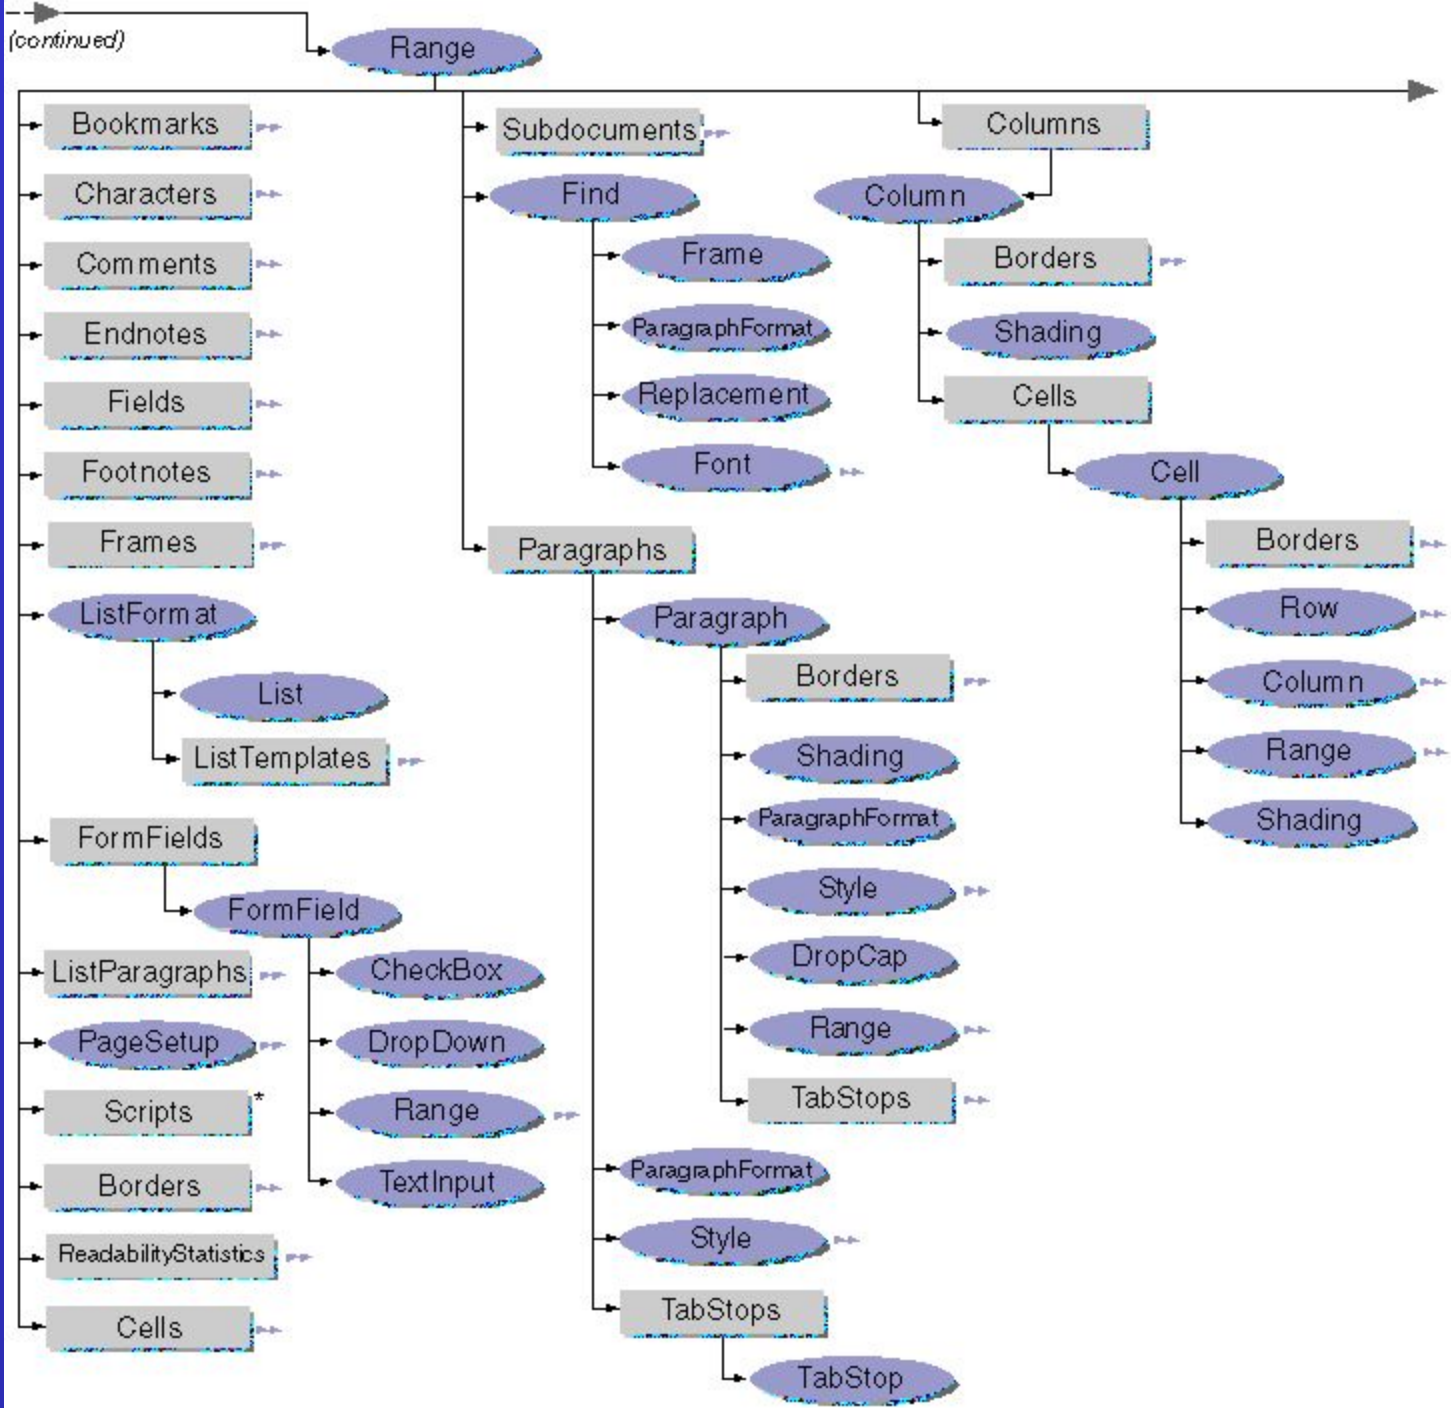 (continued)
Range
Bookmarks
Characters
Comments
Endnotes
Fields
Footnotes
Frames
ListFormat
List
ListTemplates
FormFields
FormField
CheckBox
DropDown
Range
TextInput
ListParagraphs
PageSetup
Scripts *
Borders
ReadabilityStatistics
Cells
Subdocuments
Find
Frame
ParagraphFormat
Replacement
Font
Paragraphs
Paragraph
Borders
Shading
ParagraphFormat
Style
DropCap
Range
TabStops
ParagraphFormat
Style
TabStops
TabStop
Columns
Column
Borders
Shading
Cells
Cell
Borders
Row
Column
Range
Shading